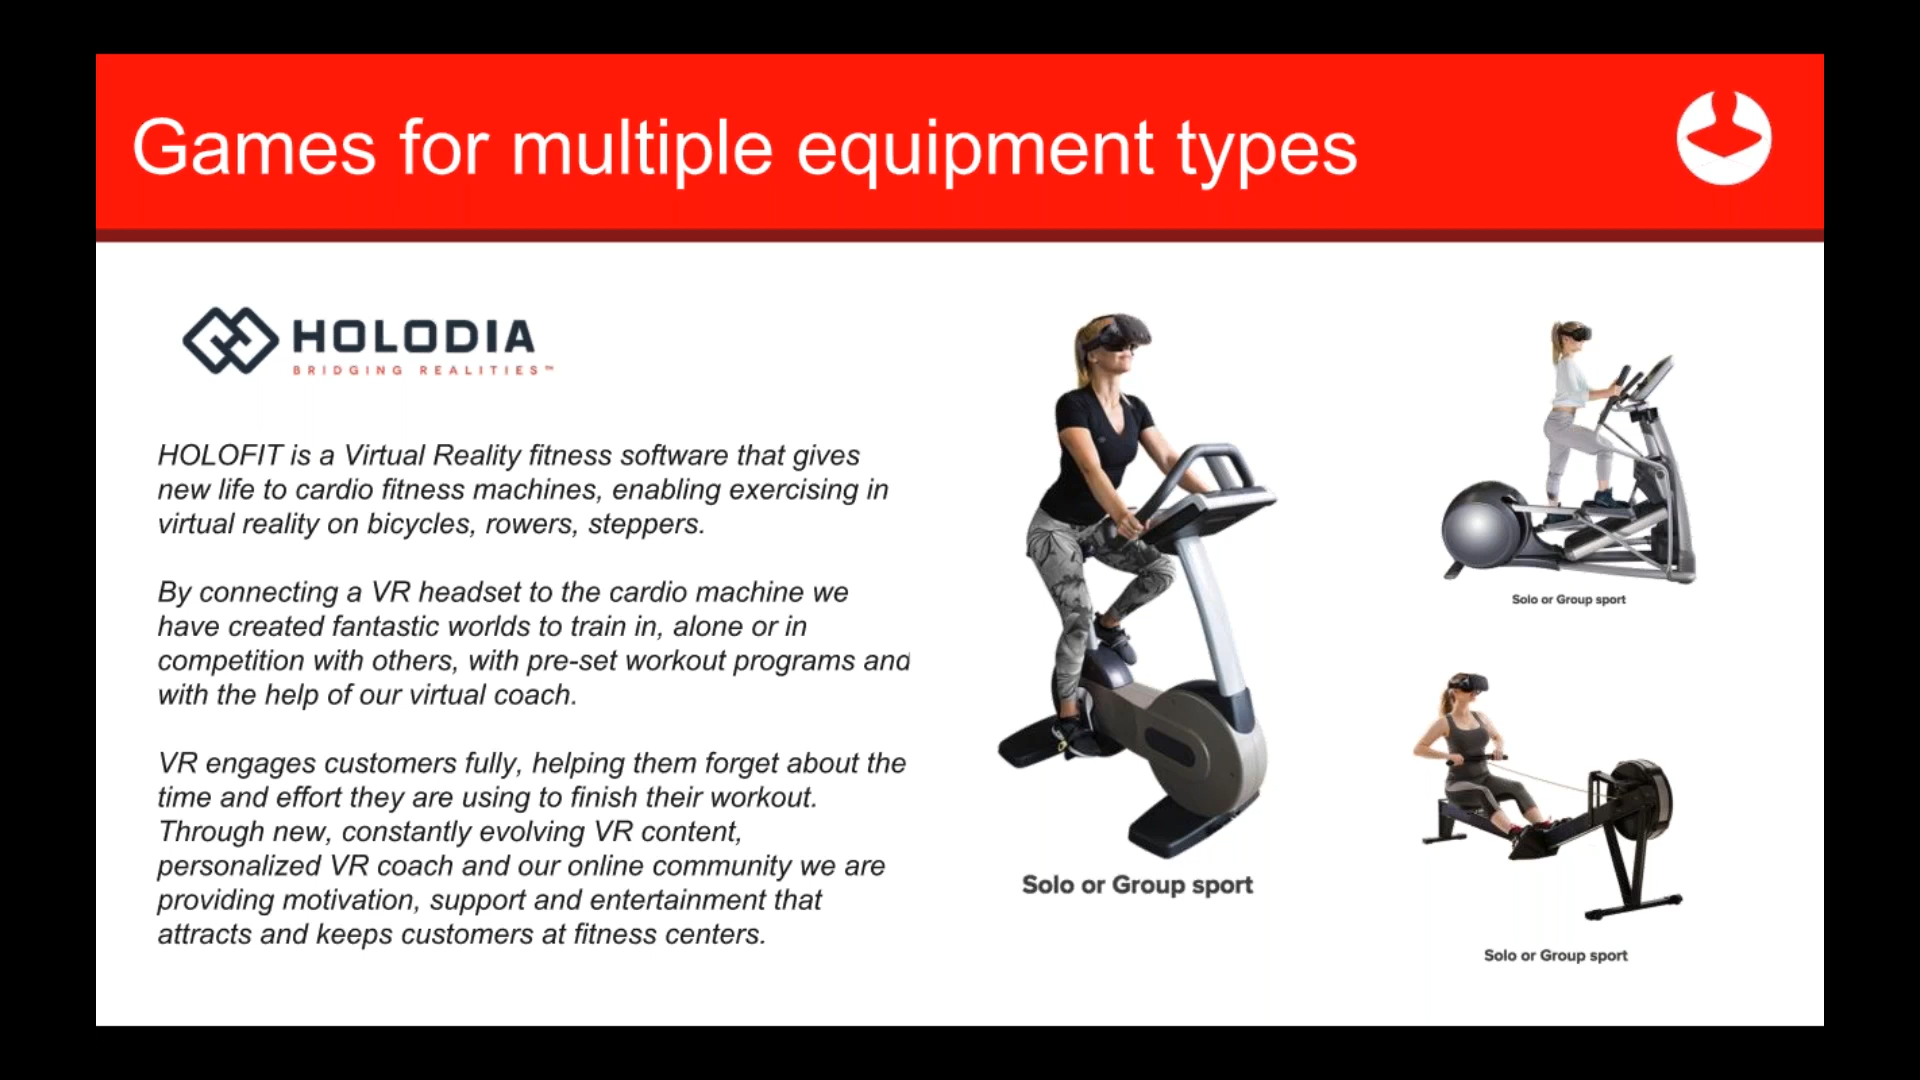 Games for multiple equipment types
HOLODIA
BRIDGING REALITIES™
HOLOFIT is a Virtual Reality fitness software that gives
new life to cardio fitness machines, enabling exercising in
virtual reality on bicycles, rowers, steppers.
By connecting a VR headset to the cardio machine we
have created fantastic worlds to train in, alone or in
competition with others, with pre-set workout programs and
with the help of our virtual coach.
VR engages customers fully, helping them forget about the
time and effort they are using to finish their workout.
Through new, constantly evolving VR content,
personalized VR coach and our online community we are
providing motivation, support and entertainment that
attracts and keeps customers at fitness centers.
Solo or Group sport
Solo or Group sport
Solo or Group sport